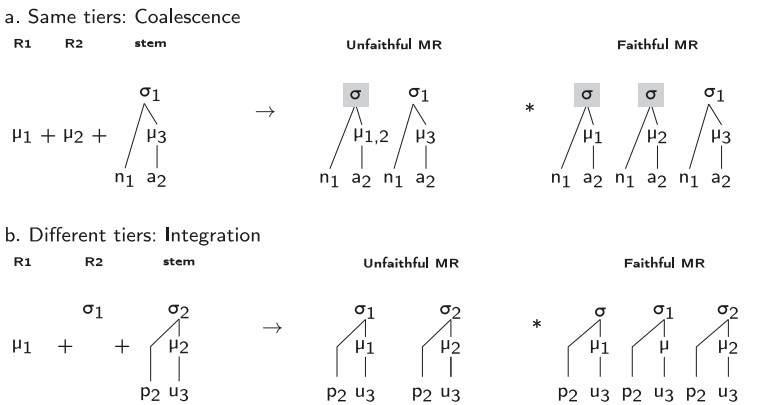 a. Same tiers: Coalescence
R1 R2 stem Unfaithful MR Faithful MR
σ1 σ σ1 σ σ σ1
μ1 + μ2 + μ3 → μ1,2 μ3 * μ1 μ2 μ3
n1 a2 n1 a2 n1 a2 n1 a2 n1 a2 n1 a2
b. Different tiers: Integration
R1 R2 stem Unfaithful MR Faithful MR
σ1 σ2 σ1 σ2 σ σ1 σ2
μ1 + + μ2 → μ1 μ2 * μ1 μ μ2
p2 u3 p2 u3 p2 u3 p2 u3 p2 u3 p2 u3